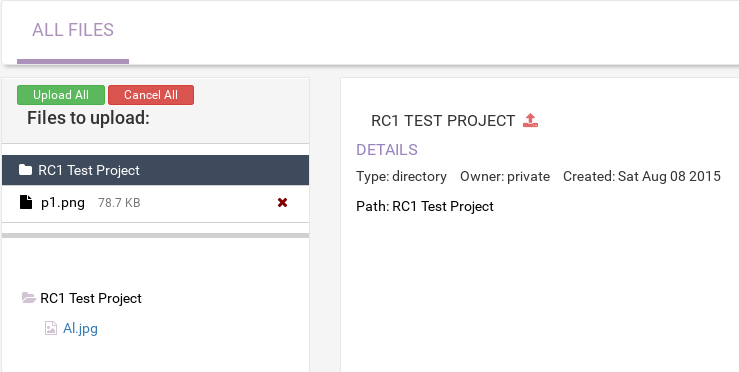 ALL FILES
Upload All Cancel All
Files to upload:
RC1 Test Project
p1.png 78.7 KB
RC1 Test Project
Al.jpg
RC1 TEST PROJECT
DETAILS
Type: directory Owner: private Created: Sat Aug 08 2015
Path: RC1 Test Project